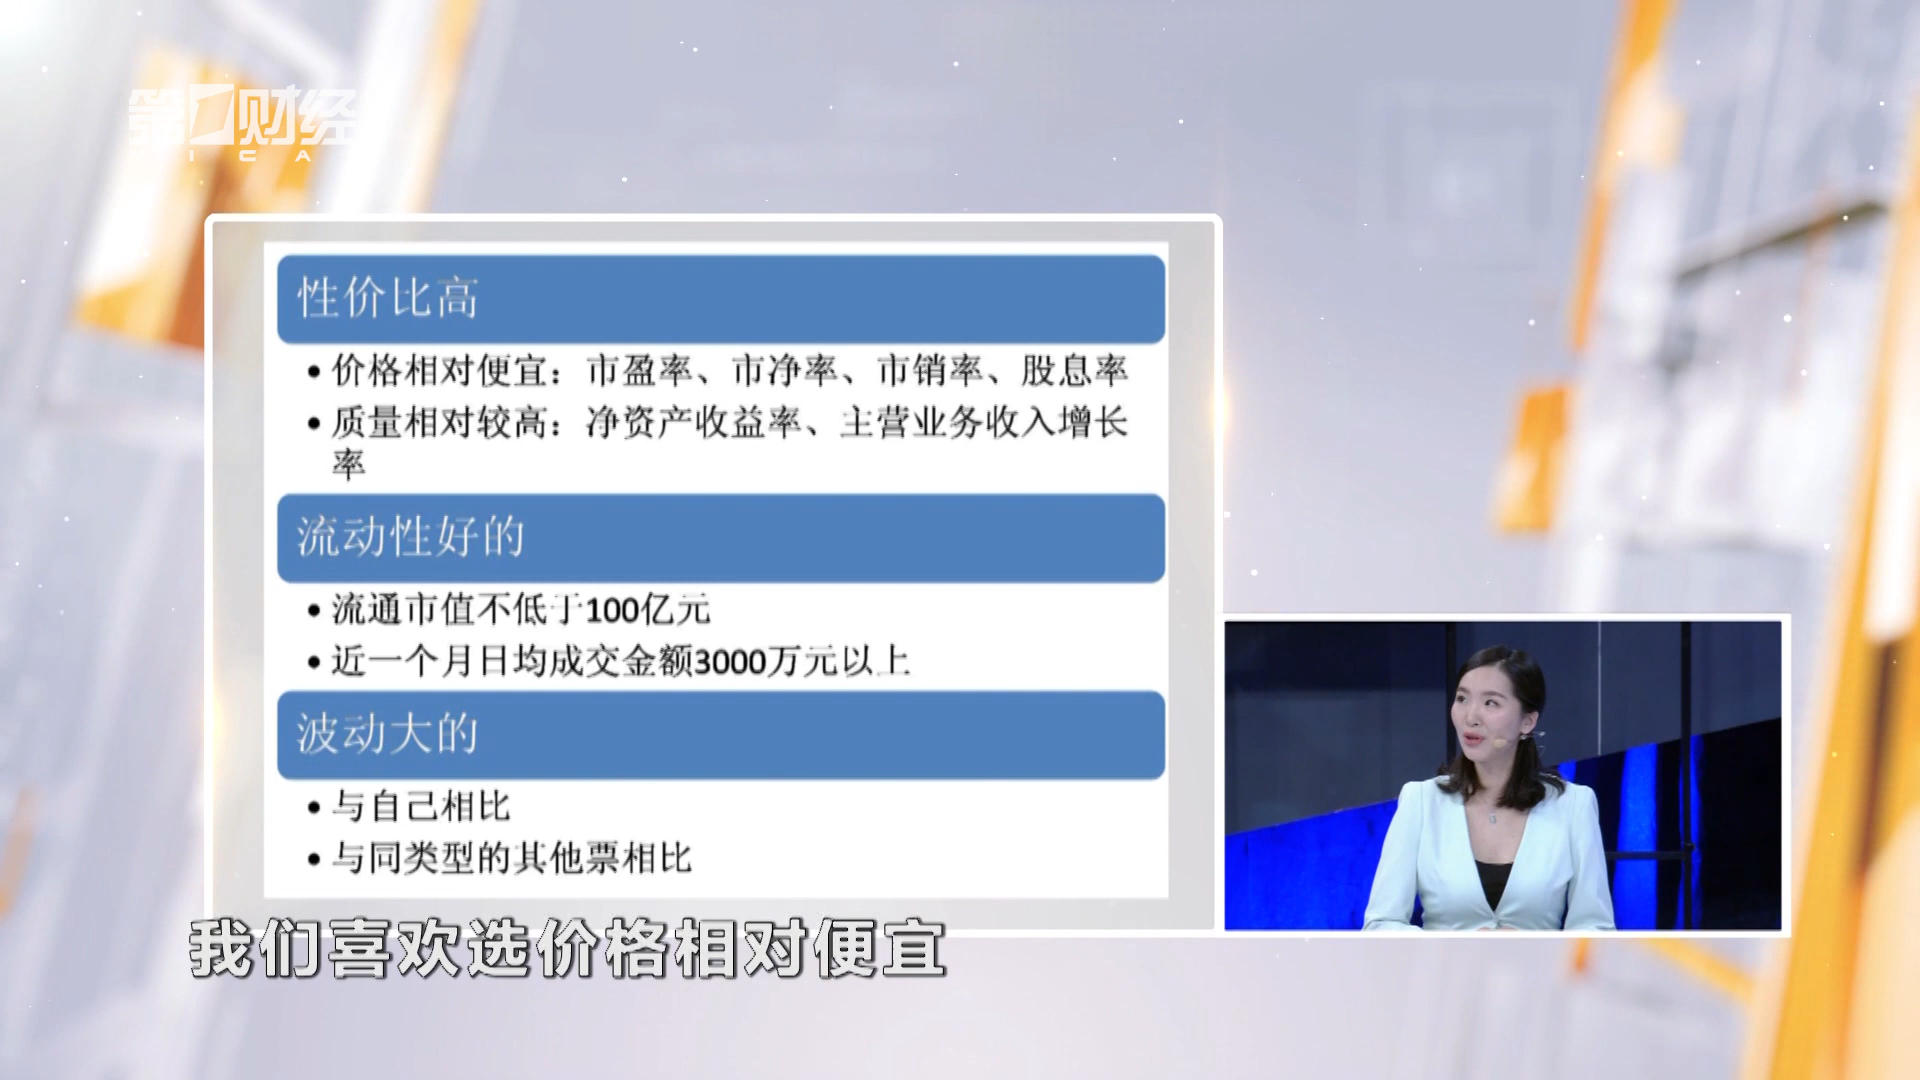 第1财经
性价比高
• 价格相对便宜：市盈率、市净率、市销率、股息率
• 质量相对较高：净资产收益率、主营业务收入增长
率
流动性好的
• 流通市值不低于100亿元
• 近一个月日均成交金额3000万元以上
波动大的
• 与自己相比
• 与同类型的其他票相比
我们喜欢选价格相对便宜